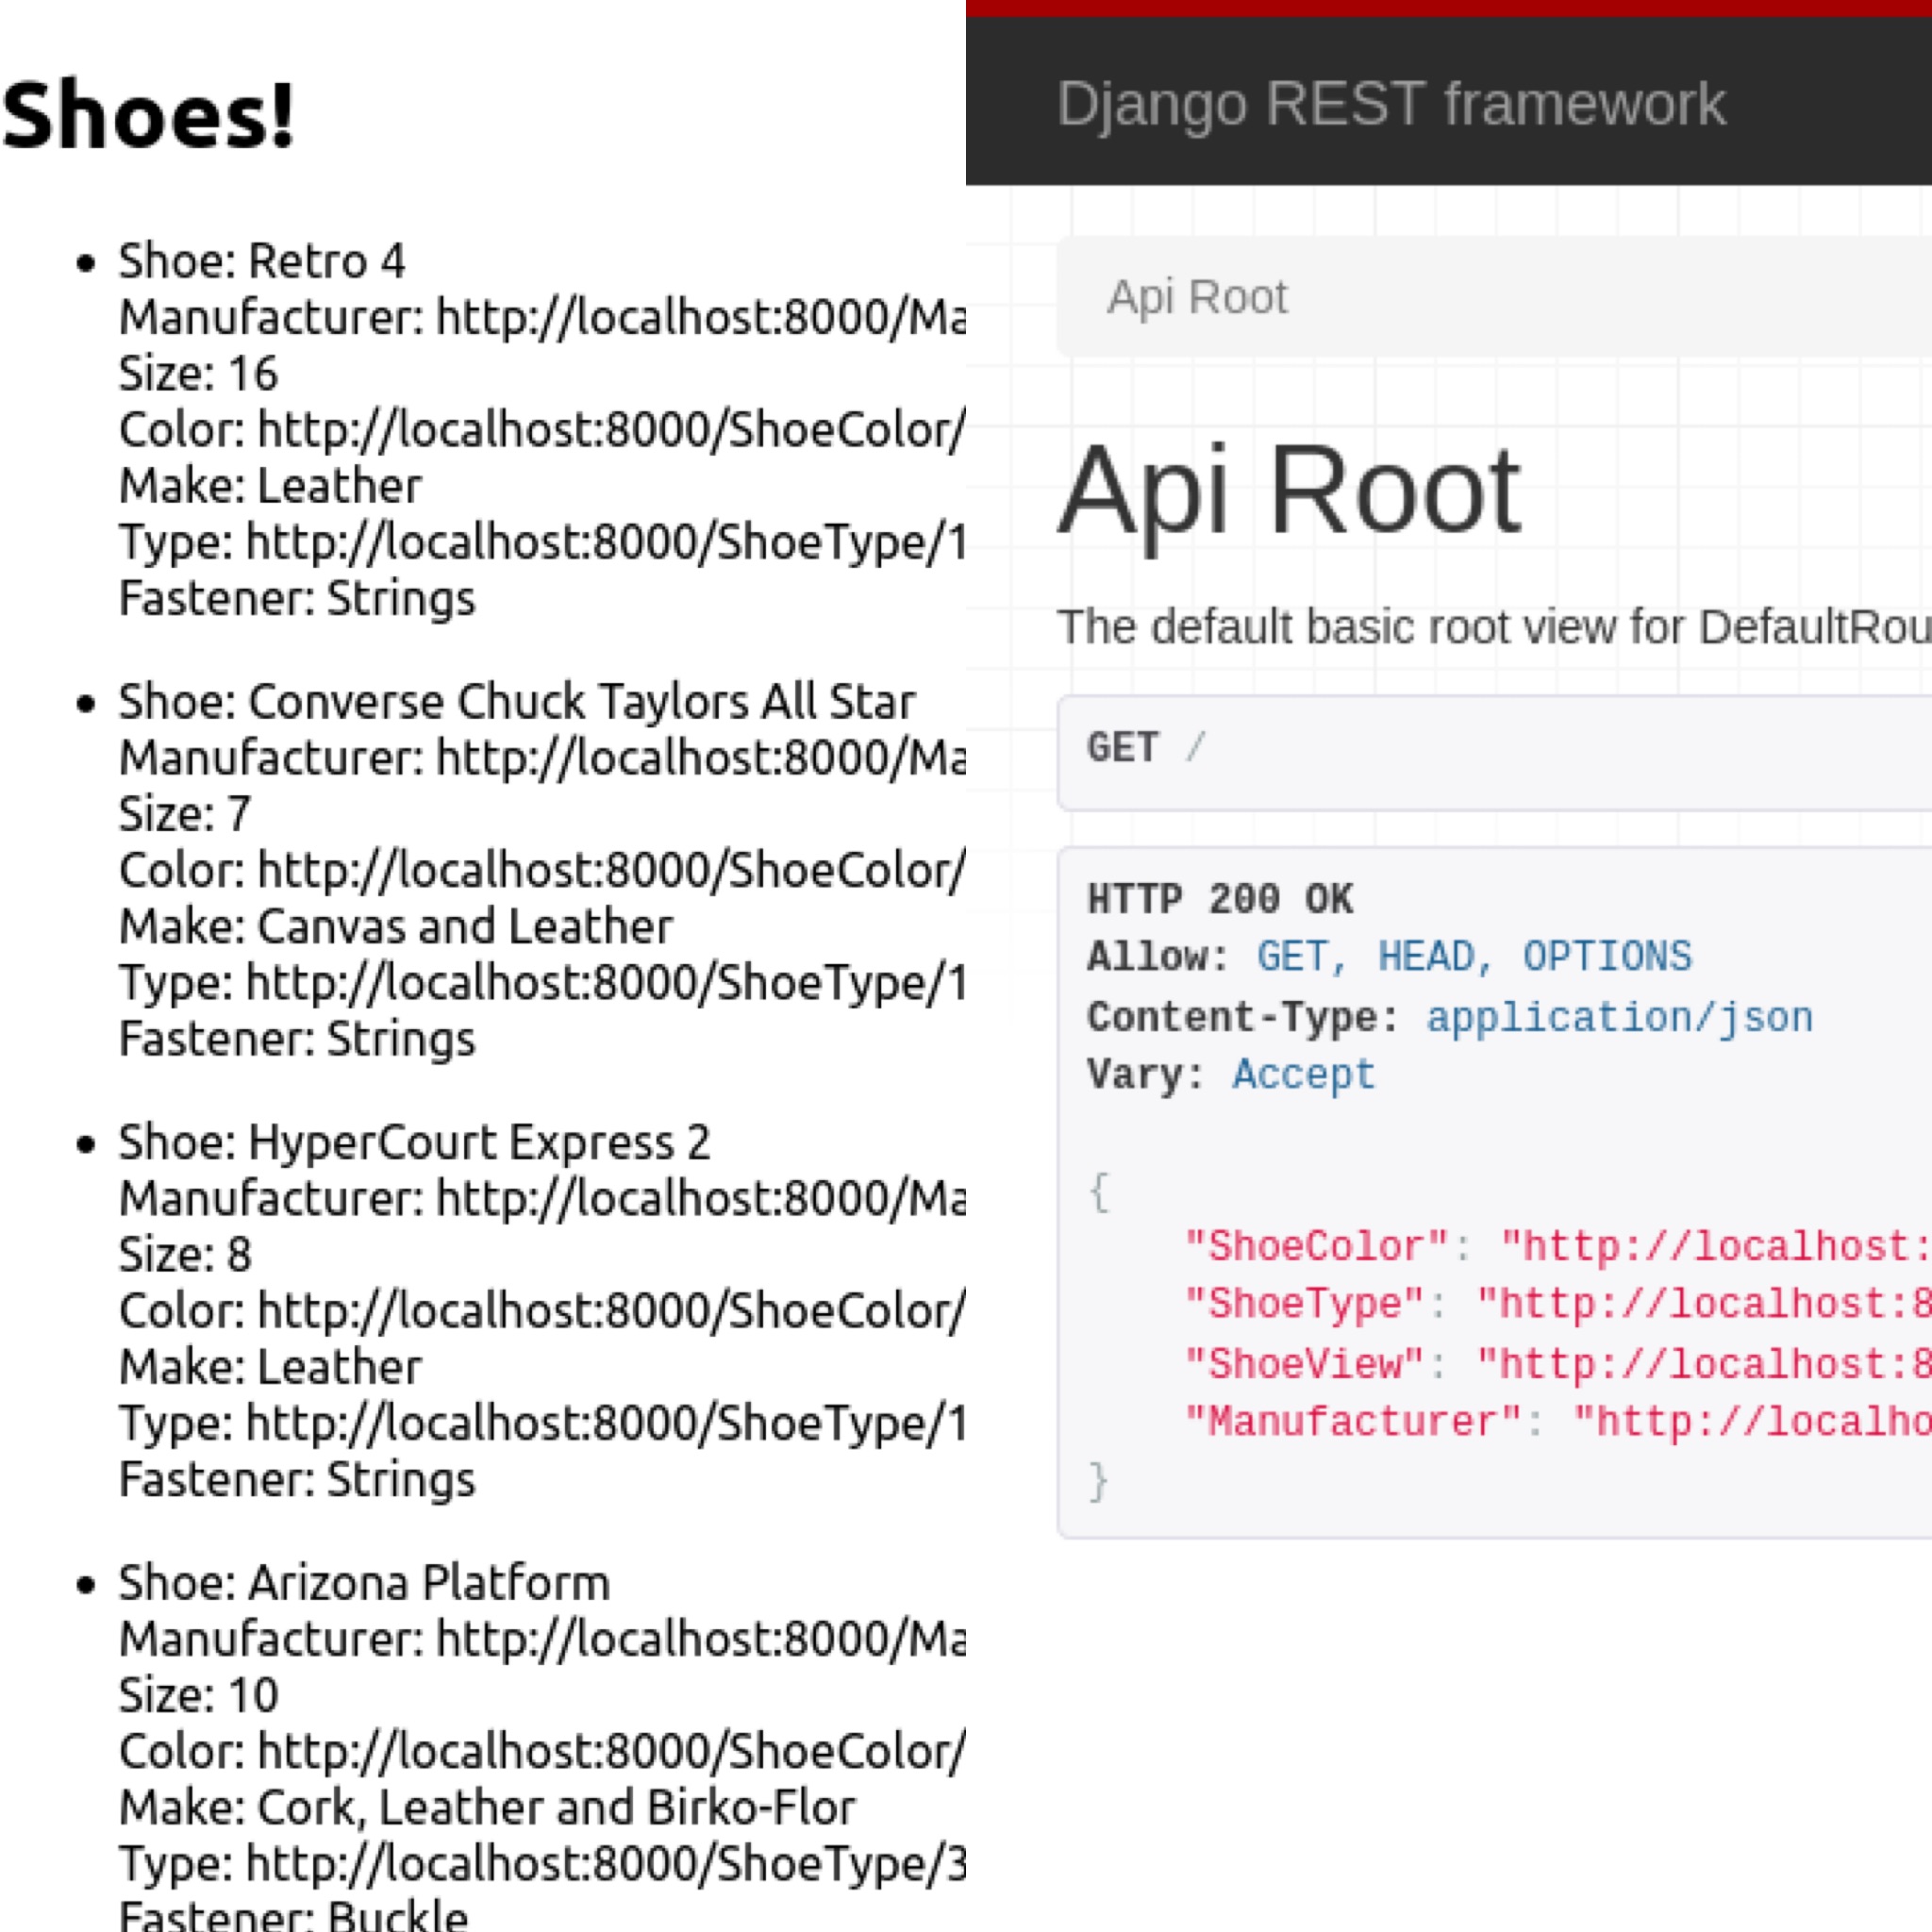 Shoes!
Shoe: Retro 4
Manufacturer: http://localhost:8000/Ma
Size: 16
Color: http://localhost:8000/ShoeColor/
Make: Leather
Type: http://localhost:8000/ShoeType/1
Fastener: Strings
Shoe: Converse Chuck Taylors All Star
Manufacturer: http://localhost:8000/Ma
Size: 7
Color: http://localhost:8000/ShoeColor/
Make: Canvas and Leather
Type: http://localhost:8000/ShoeType/1
Fastener: Strings
Shoe: HyperCourt Express 2
Manufacturer: http://localhost:8000/Ma
Size: 8
Color: http://localhost:8000/ShoeColor/
Make: Leather
Type: http://localhost:8000/ShoeType/1
Fastener: Strings
Shoe: Arizona Platform
Manufacturer: http://localhost:8000/Ma
Size: 10
Color: http://localhost:8000/ShoeColor/
Make: Cork, Leather and Birko-Flor
Type: http://localhost:8000/ShoeType/3
Fastener: Buckle
Django REST framework
Api Root
Api Root
The default basic root view for DefaultRou
GET /
HTTP 200 OK
Allow: GET, HEAD, OPTIONS
Content-Type: application/json
Vary: Accept
{
"ShoeColor": "http://localhost:
"ShoeType": "http://localhost:8
"ShoeView": "http://localhost:8
"Manufacturer": "http://localho
}